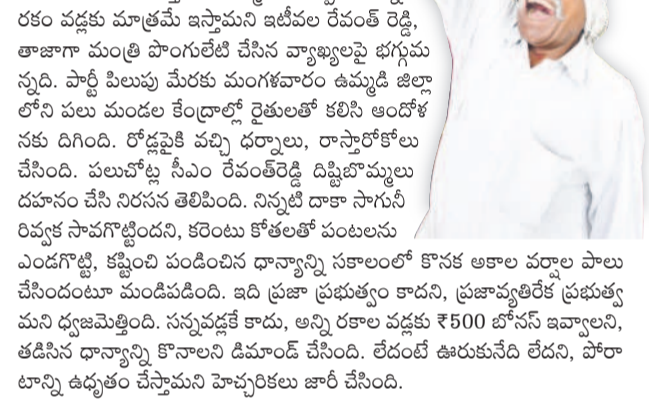 రకం వడ్లకు మాత్రమే ఇస్తామని ఇటీవల రేవంత్ రెడ్డి,
తాజాగా మంత్రి పొంగులేటి చేసిన వ్యాఖ్యలపై భగ్గుమ
న్నది. పార్టీ పిలుపు మేరకు మంగళవారం ఉమ్మడి జిల్లా
లోని పలు మండల కేంద్రాల్లో రైతులతో కలిసి ఆందోళ
నకు దిగింది. రోడ్లపైకి వచ్చి ధర్నాలు, రాస్తారోకోలు
చేసింది. పలుచోట్ల సీఎం రేవంత్‌రెడ్డి దిష్టిబొమ్మలు
దహనం చేసి నిరసన తెలిపింది. నిన్నటి దాకా సాగునీ
రివ్వక సావగొట్టిందని, కరెంటు కోతలతో పంటలను
ఎండగొట్టి, కష్టించి పండించిన ధాన్యాన్ని సకాలంలో కొనక అకాల వర్షాల పాలు
చేసిందంటూ మండిపడింది. ఇది ప్రజా ప్రభుత్వం కాదని, ప్రజావ్యతిరేక ప్రభుత్వ
మని ధ్వజమెత్తింది. సన్నవడ్లకే కాదు, అన్ని రకాల వడ్లకు ₹500 బోనస్ ఇవ్వాలని,
తడిసిన ధాన్యాన్ని కొనాలని డిమాండ్ చేసింది. లేదంటే ఊరుకునేది లేదని, పోరా
టాన్ని ఉధృతం చేస్తామని హెచ్చరికలు జారీ చేసింది.